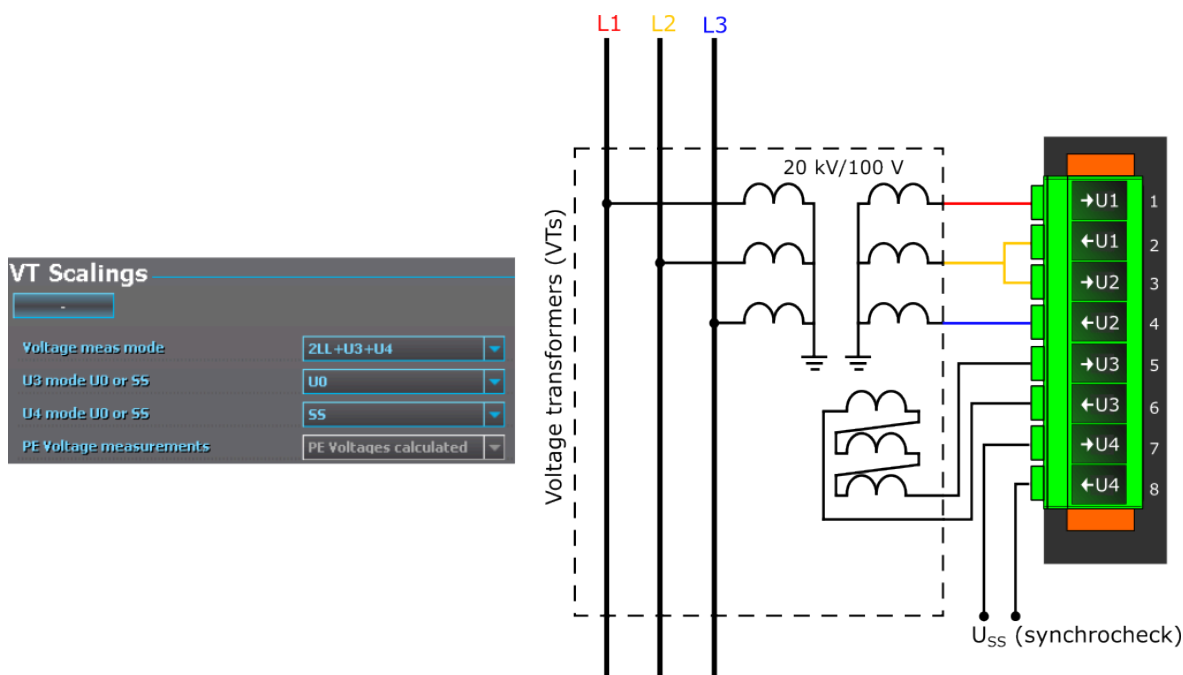 VT Scalings
-
Voltage meas mode 2LL+U3+U4
U3 mode U0 or SS U0
U4 mode U0 or SS SS
PE Voltage measurements PE Voltages calculated
L1 L2 L3
Voltage transformers (VTs)
20 kV/100 V
→U1 1
←U1 2
→U2 3
←U2 4
→U3 5
←U3 6
→U4 7
←U4 8
USS (synchrocheck)